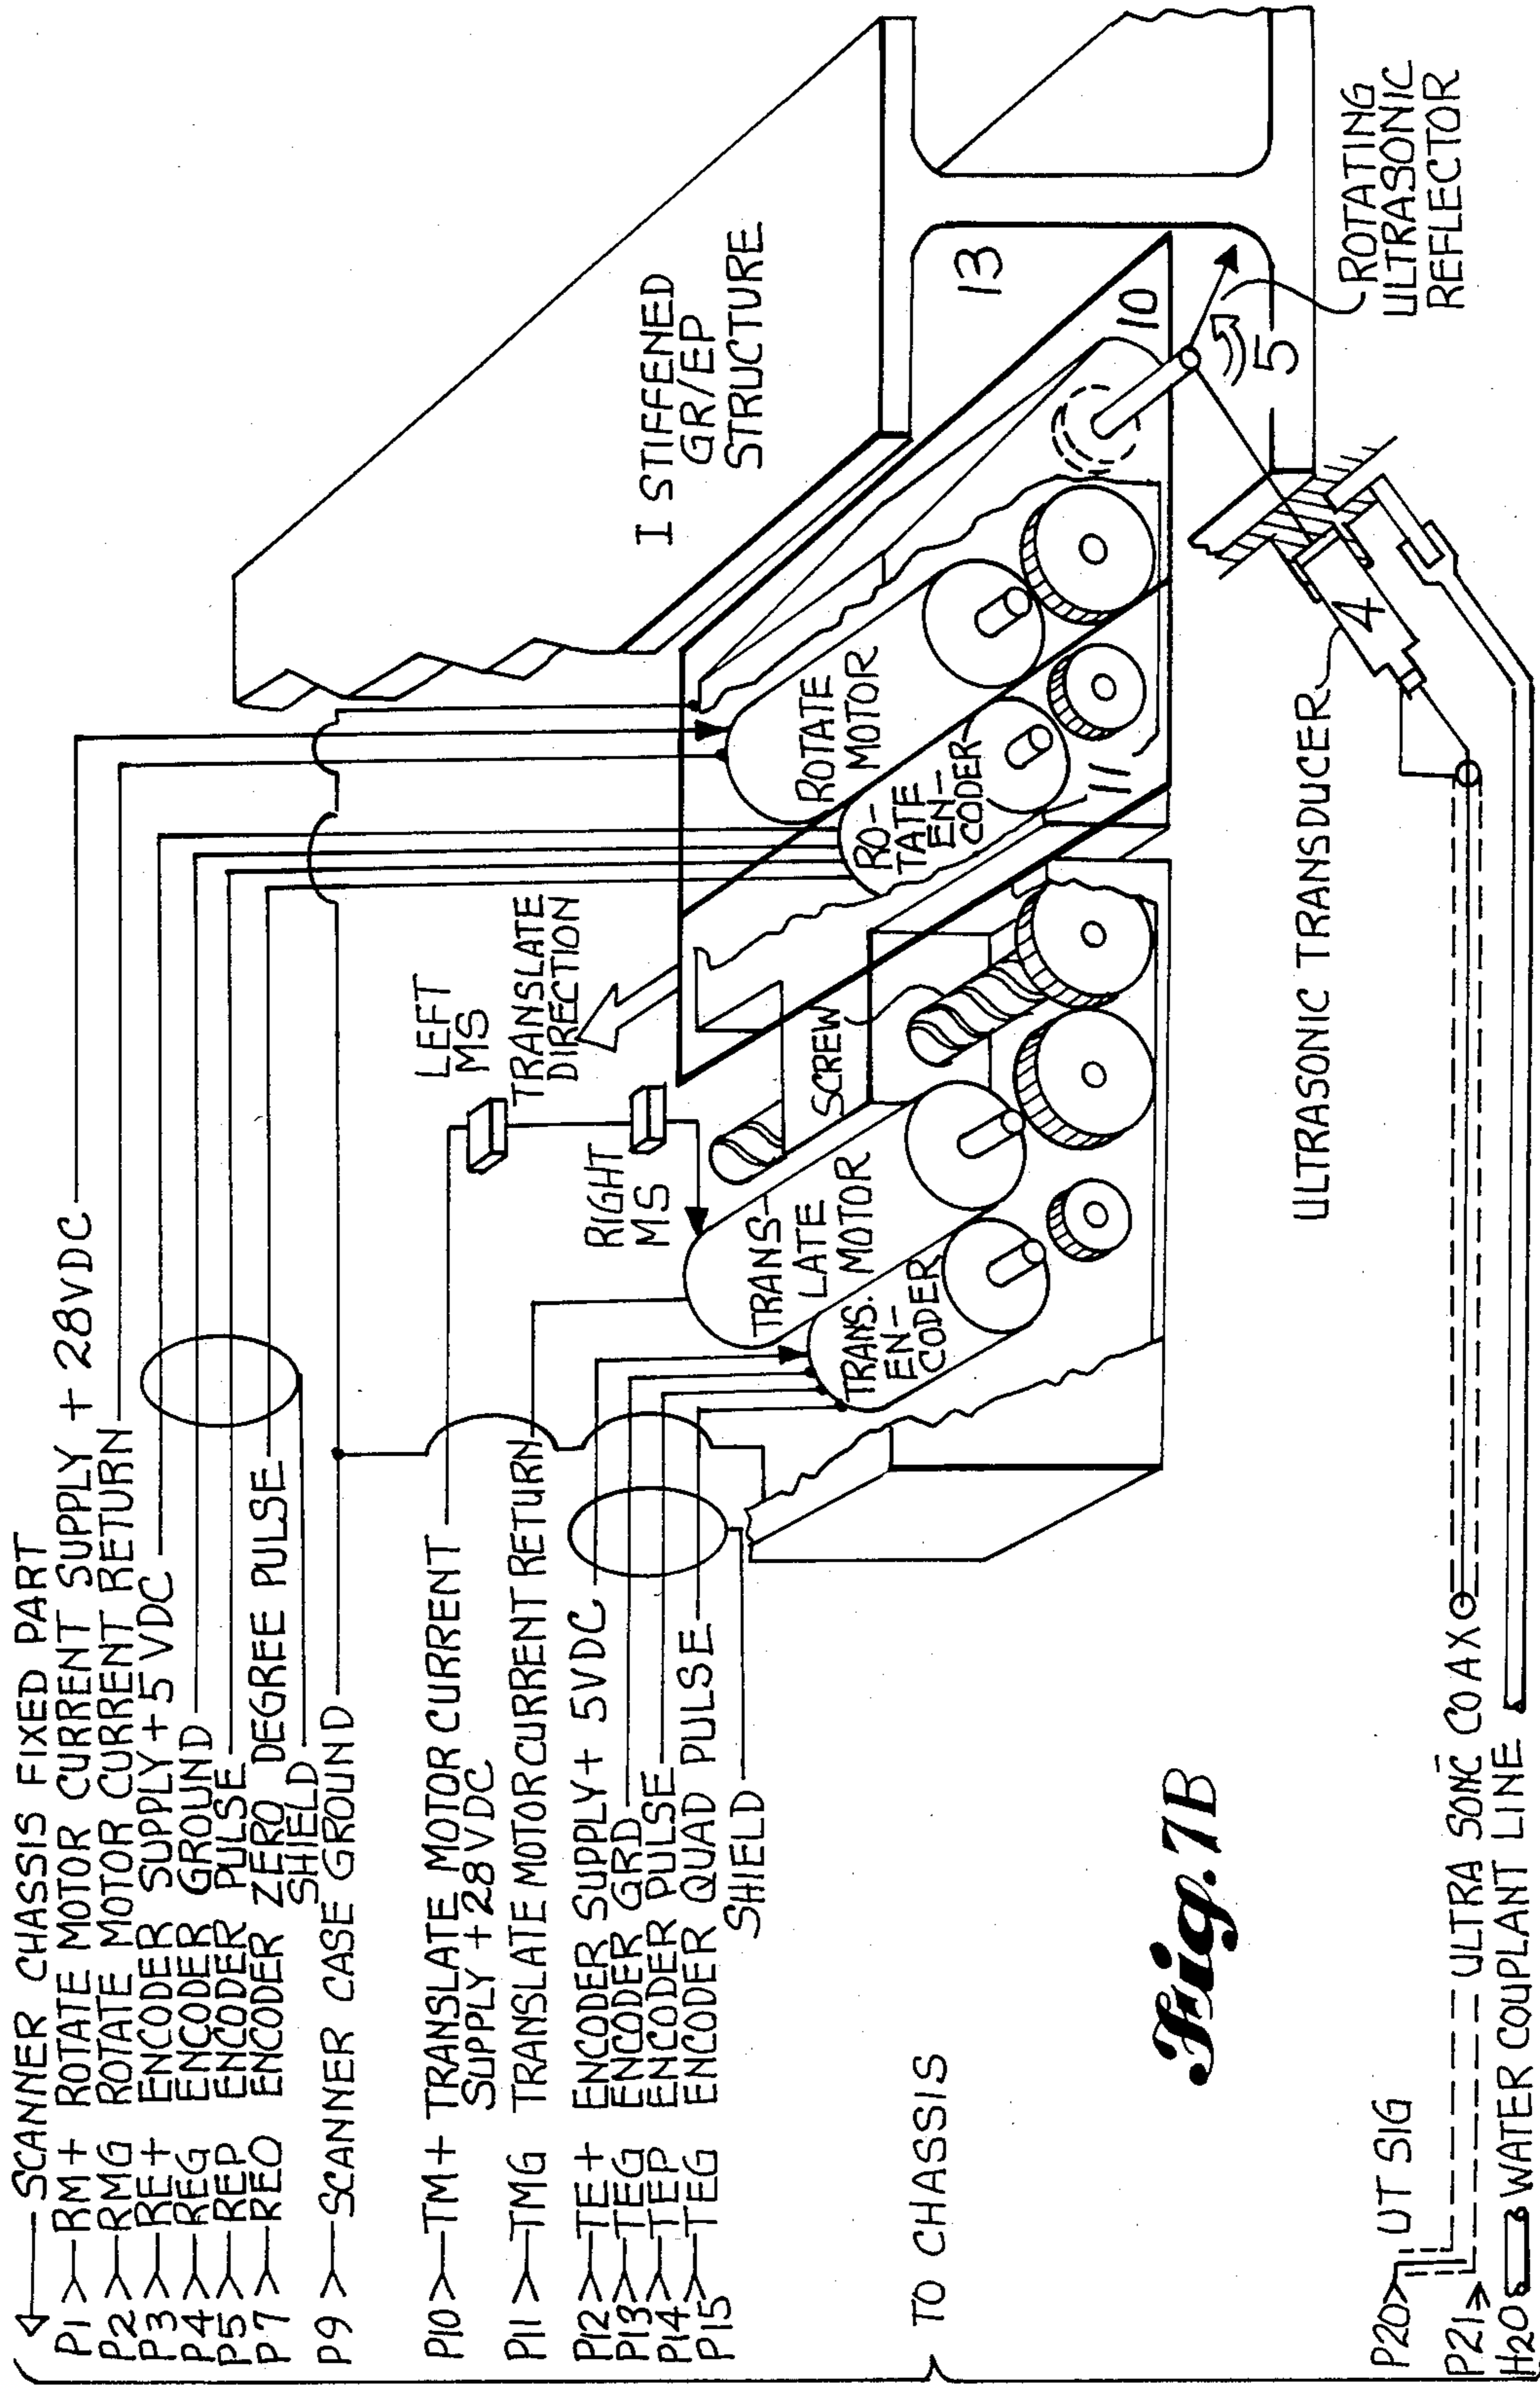 SCANNER CHASSIS FIXED PART
P1 RM+ ROTATE MOTOR CURRENT SUPPLY + 28VDC
P2 RMG ROTATE MOTOR CURRENT RETURN
P3 RE+ ENCODER SUPPLY +5 VDC
P4 REG ENCODER GROUND
P5 REP ENCODER PULSE
P7 REO ENCODER ZERO DEGREE PULSE
SHIELD
P9 SCANNER CASE GROUND
P10 TM+ TRANSLATE MOTOR CURRENT
SUPPLY +28VDC
P11 TMG TRANSLATE MOTOR CURRENT RETURN
P12 TE+ ENCODER SUPPLY + 5VDC
P13 TEG ENCODER GRD
P14 TEP ENCODER PULSE
P15 TEG ENCODER QUAD PULSE
SHIELD
TO CHASSIS
P20 UT SIG
P21 ULTRA SONIC COAX
H2O WATER COUPLANT LINE
LEFT
MS
TRANSLATE
DIRECTION
RIGHT
MS
TRANS-
LATE
MOTOR
TRANS.
EN-
CODER
SCREW
ROTATE
MOTOR
RO-
TATE
EN-
CODER
11
10
13
5
4
I STIFFENED
GR/EP
STRUCTURE
ROTATING
ULTRASONIC
REFLECTOR
ULTRASONIC TRANSDUCER
Fig. 7B